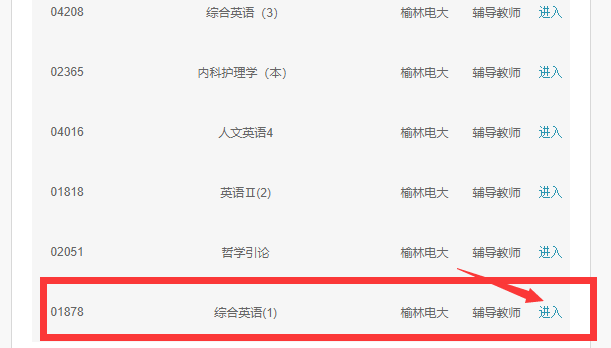 04208 综合英语（3） 榆林电大 辅导教师 进入
02365 内科护理学（本） 榆林电大 辅导教师 进入
04016 人文英语4 榆林电大 辅导教师 进入
01818 英语Ⅱ(2) 榆林电大 辅导教师 进入
02051 哲学引论 榆林电大 辅导教师 进入
01878 综合英语(1) 榆林电大 辅导教师 进入